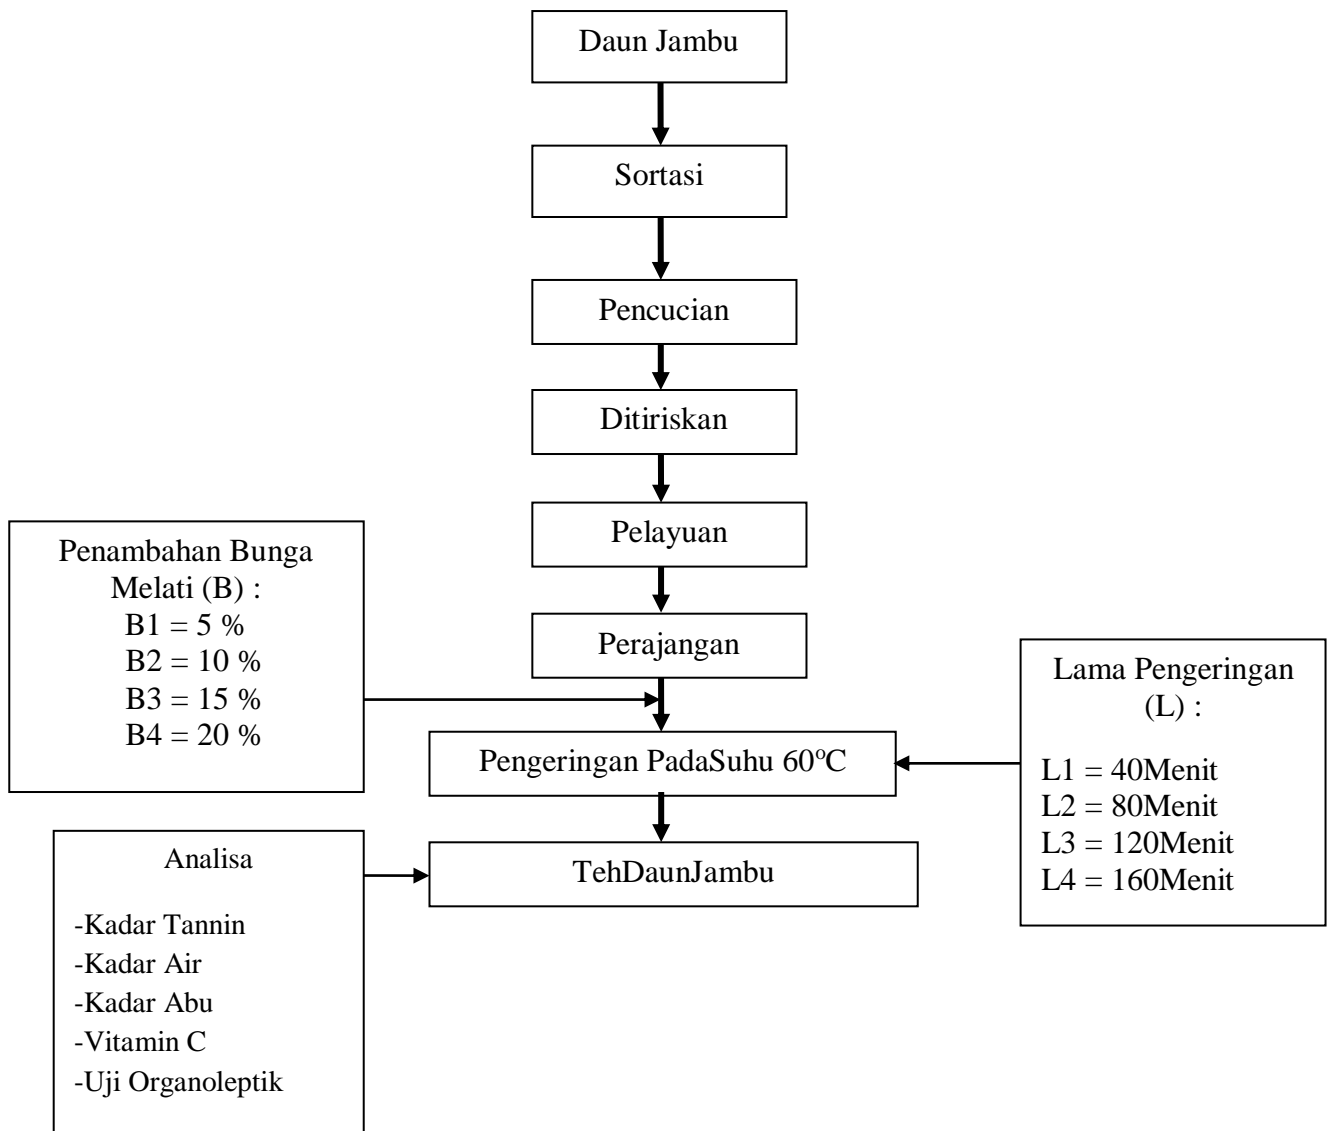 Daun Jambu
Sortasi
Pencucian
Ditiriskan
Pelayuan
Perajangan
Penambahan Bunga
Melati (B) :
B1 = 5 %
B2 = 10 %
B3 = 15 %
B4 = 20 %
Pengeringan PadaSuhu 60°C
Lama Pengeringan
(L) :
L1 = 40Menit
L2 = 80Menit
L3 = 120Menit
L4 = 160Menit
TehDaunJambu
Analisa
-Kadar Tannin
-Kadar Air
-Kadar Abu
-Vitamin C
-Uji Organoleptik